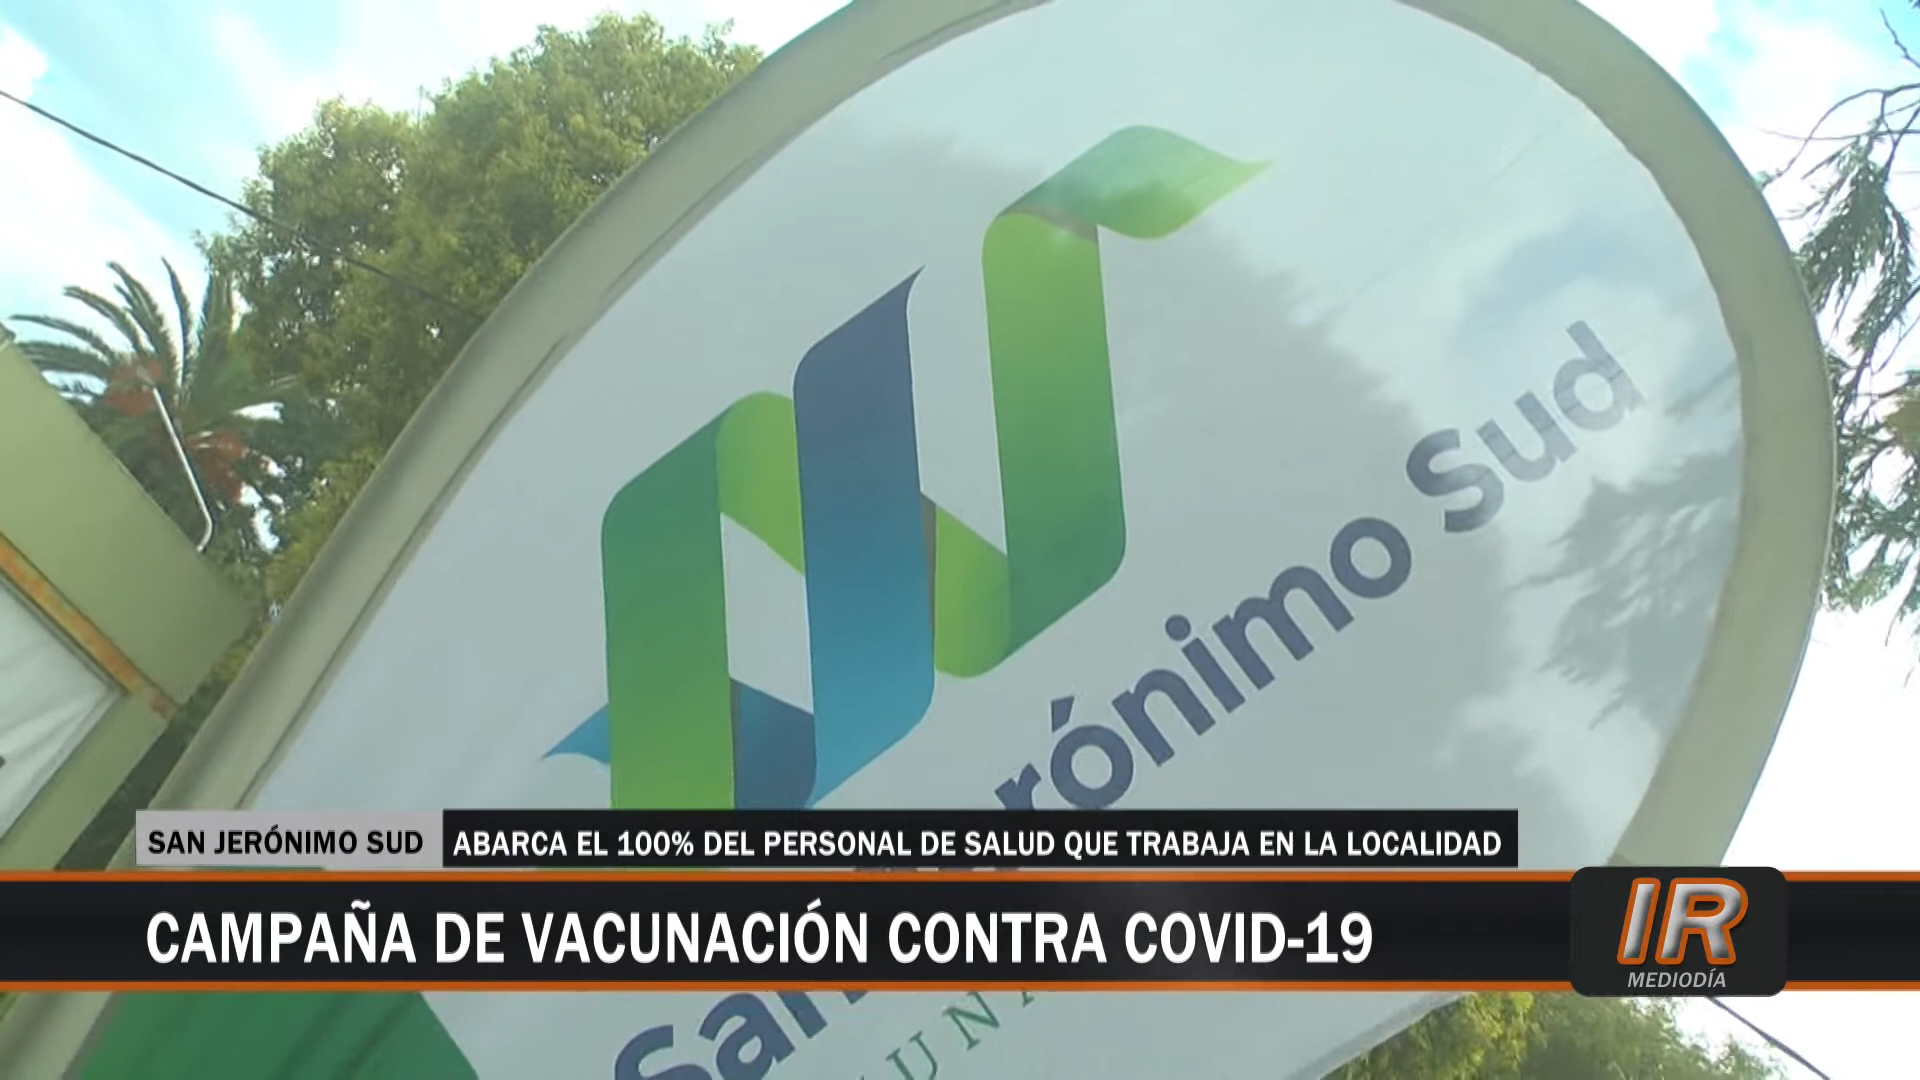 San Jerónimo Sud
SAN JERÓNIMO SUD
ABARCA EL 100% DEL PERSONAL DE SALUD QUE TRABAJA EN LA LOCALIDAD
CAMPAÑA DE VACUNACIÓN CONTRA COVID-19
IR
MEDIODÍA